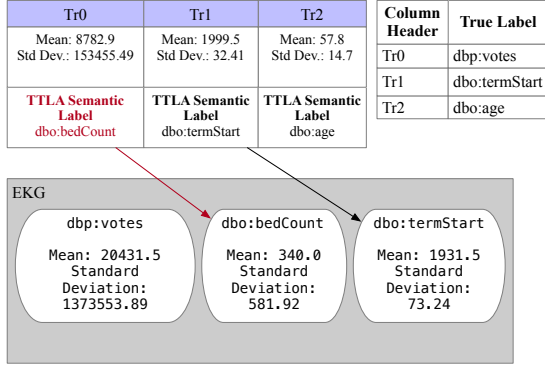 Tr0 Tr1 Tr2
Mean: 8782.9 Mean: 1999.5 Mean: 57.8
Std Dev.: 153455.49 Std Dev.: 32.41 Std Dev.: 14.7
TTLA Semantic TTLA Semantic TTLA Semantic
Label Label Label
dbo:bedCount dbo:termStart dbo:age
Column
Header True Label
Tr0 dbp:votes
Tr1 dbo:termStart
Tr2 dbo:age
EKG
dbp:votes
Mean: 20431.5
Standard
Deviation:
1373553.89
dbo:bedCount
Mean: 340.0
Standard
Deviation:
581.92
dbo:termStart
Mean: 1931.5
Standard
Deviation:
73.24